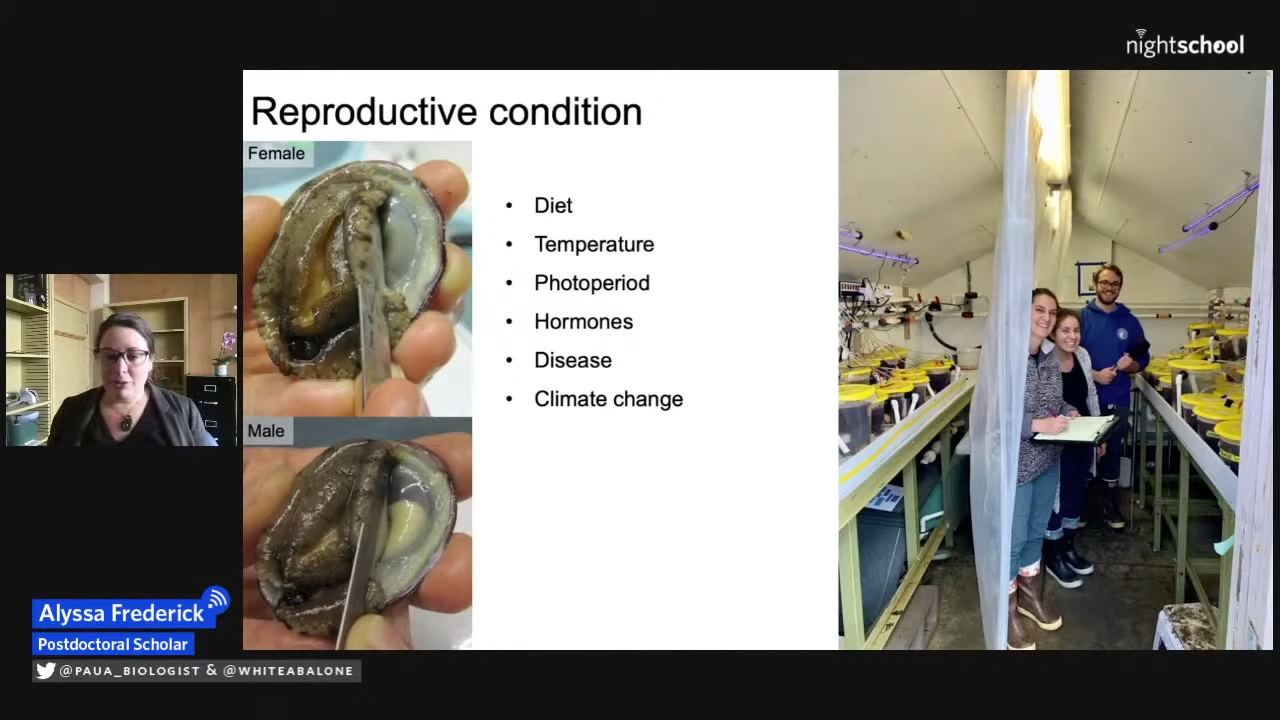 nightschool
Reproductive condition
Female
• Diet
• Temperature
• Photoperiod
• Hormones
• Disease
• Climate change
Male
Alyssa Frederick
Postdoctoral Scholar
@PAUA_BIOLOGIST & @WHITEABALONE